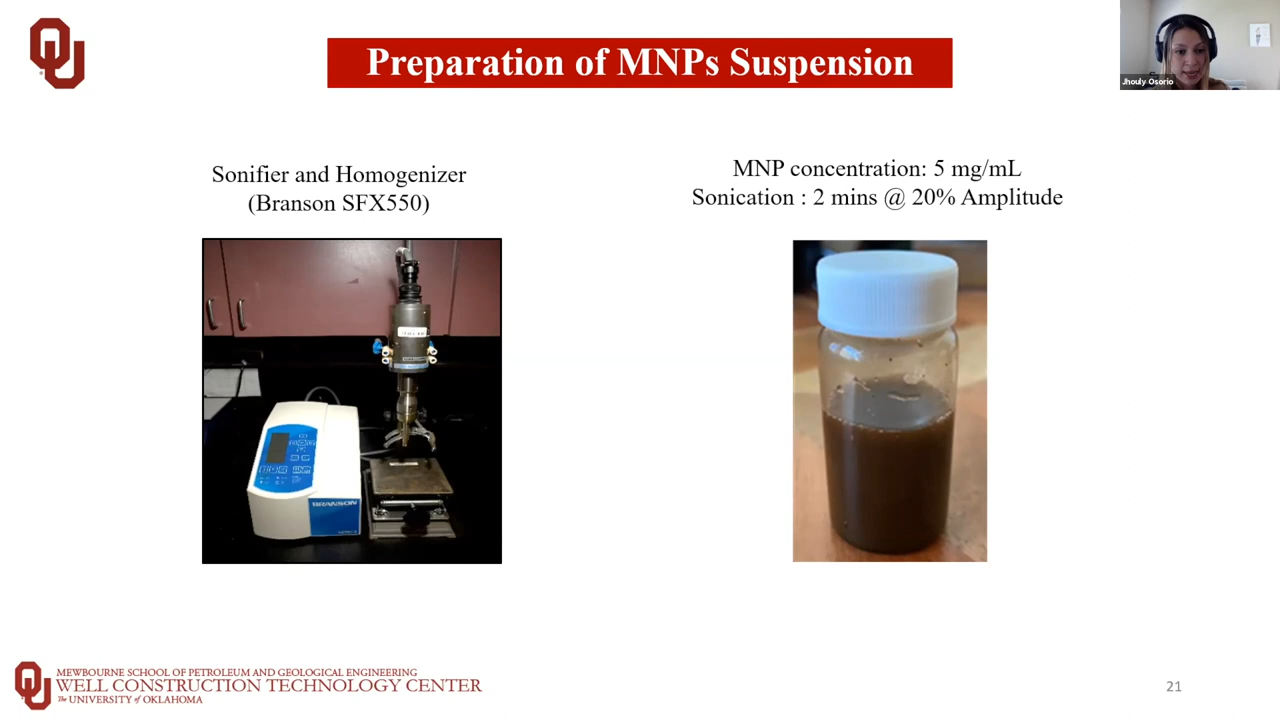 OU
Preparation of MNPs Suspension
Jhouly Osorio
Sonifier and Homogenizer
(Branson SFX550)
MNP concentration: 5 mg/mL
Sonication : 2 mins @ 20% Amplitude
BRANSON
OU
MEWBOURNE SCHOOL OF PETROLEUM AND GEOLOGICAL ENGINEERING
WELL CONSTRUCTION TECHNOLOGY CENTER
The UNIVERSITY of OKLAHOMA
21